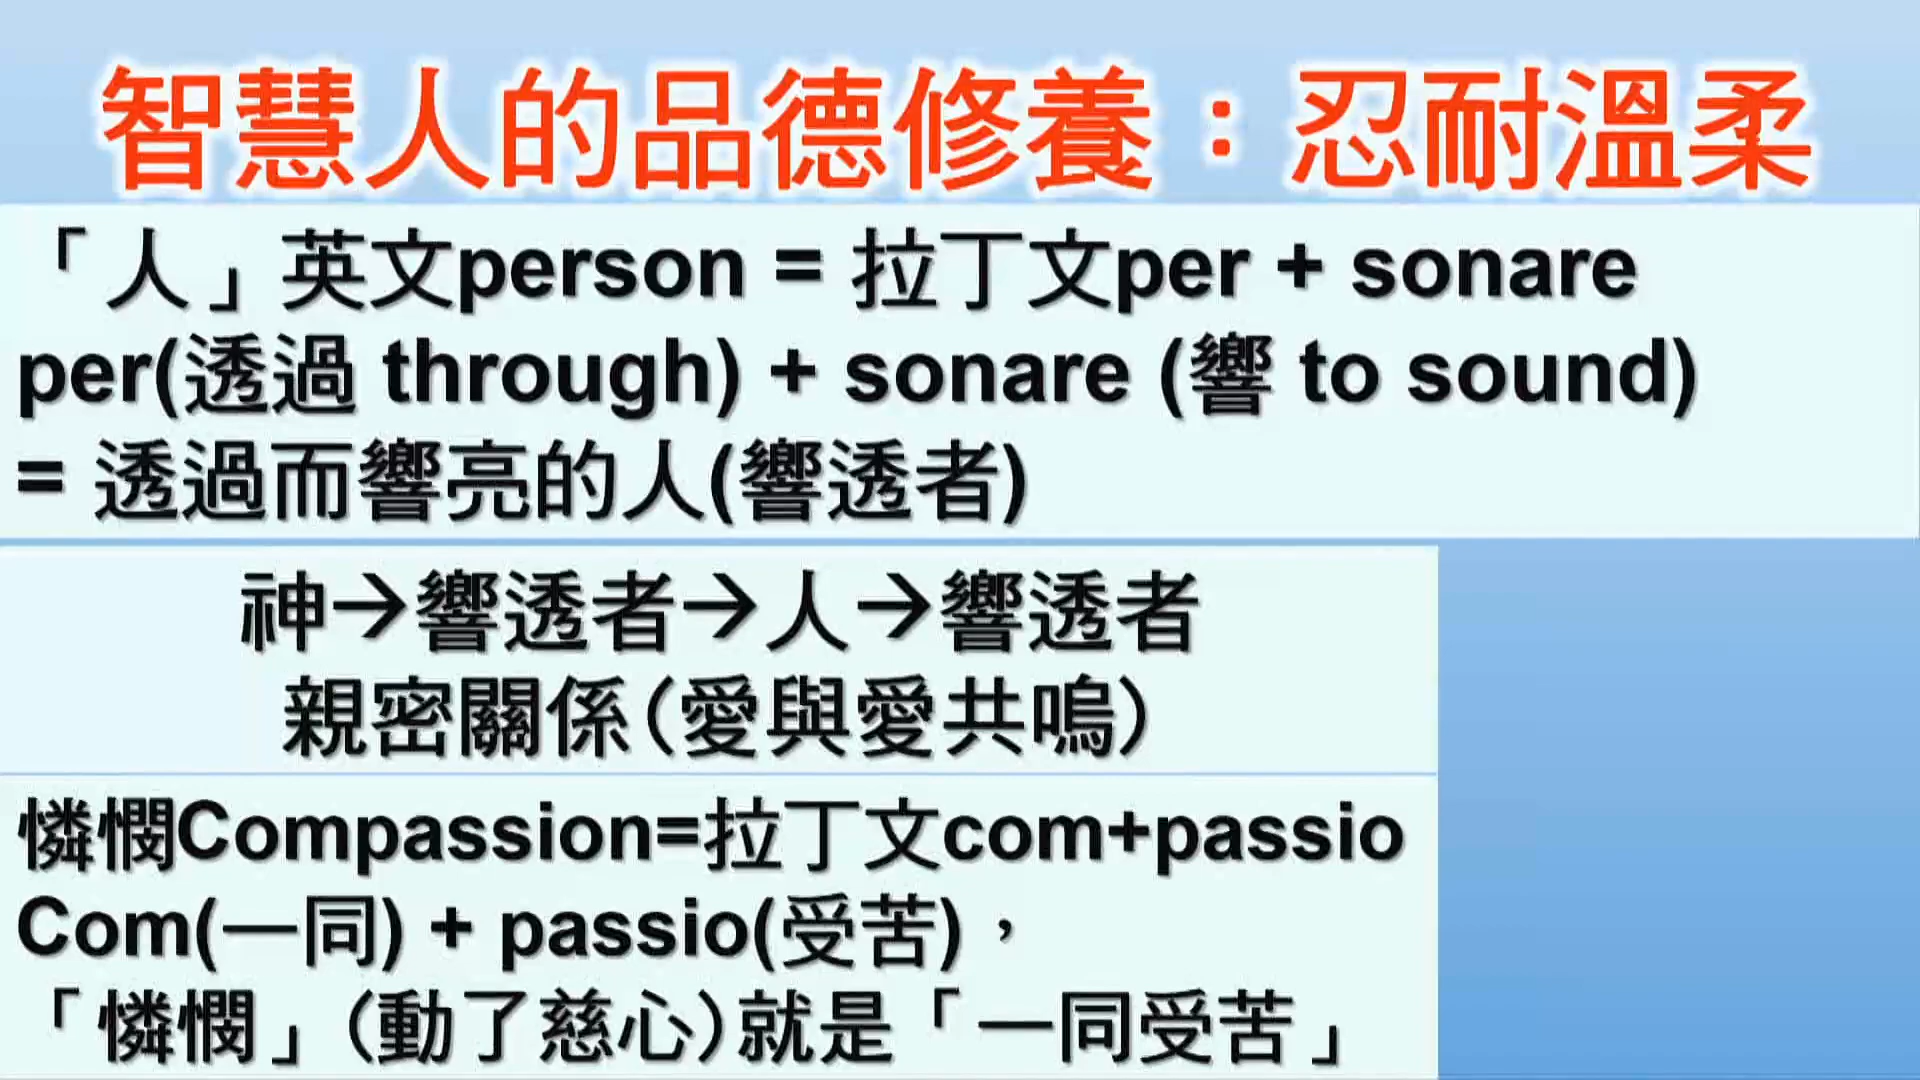 智慧人的品德修養：忍耐溫柔
「人」英文person = 拉丁文per + sonare
per(透過 through) + sonare (響 to sound)
= 透過而響亮的人(響透者)
神→響透者→人→響透者
親密關係(愛與愛共嗚)
憐憫Compassion=拉丁文com+passio
Com(一同) + passio(受苦)，
「憐憫」(動了慈心)就是「一同受苦」